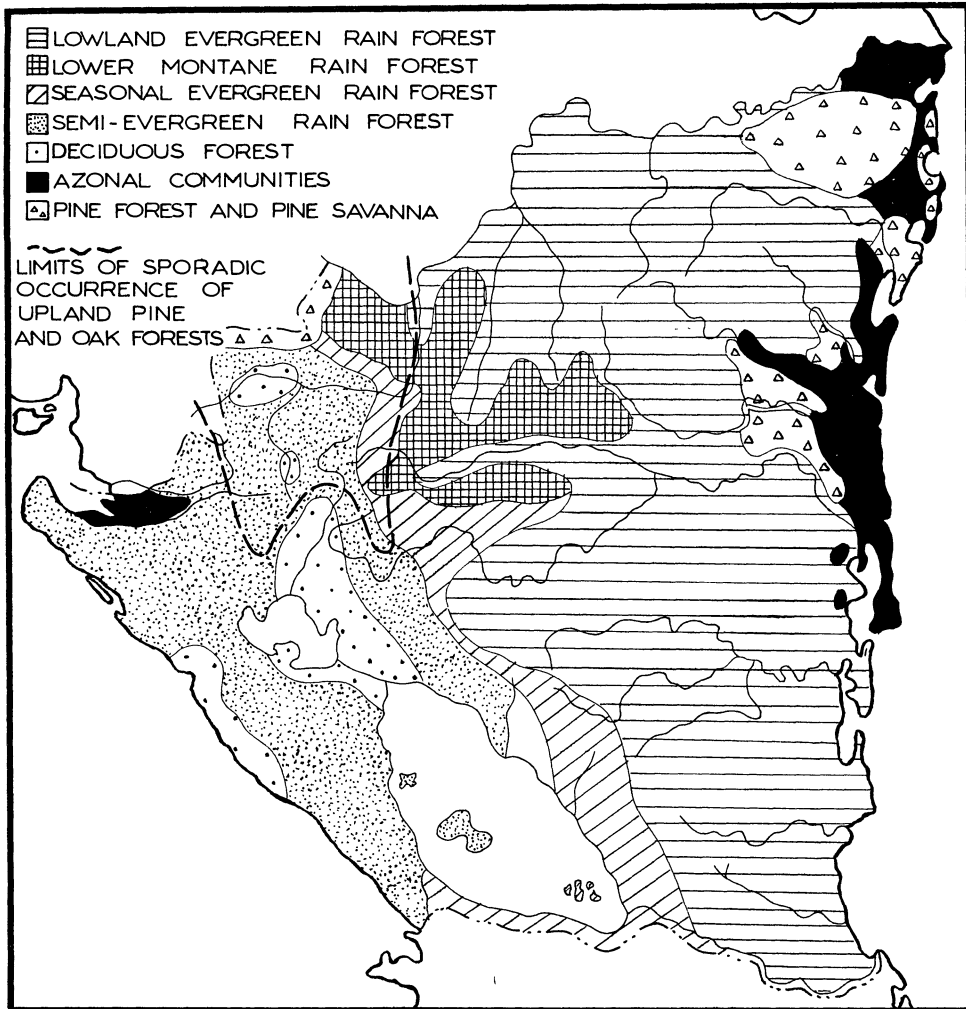 LOWLAND EVERGREEN RAIN FOREST
LOWER MONTANE RAIN FOREST
SEASONAL EVERGREEN RAIN FOREST
SEMI-EVERGREEN RAIN FOREST
DECIDUOUS FOREST
AZONAL COMMUNITIES
PINE FOREST AND PINE SAVANNA
LIMITS OF SPORADIC
OCCURRENCE OF
UPLAND PINE
AND OAK FORESTS